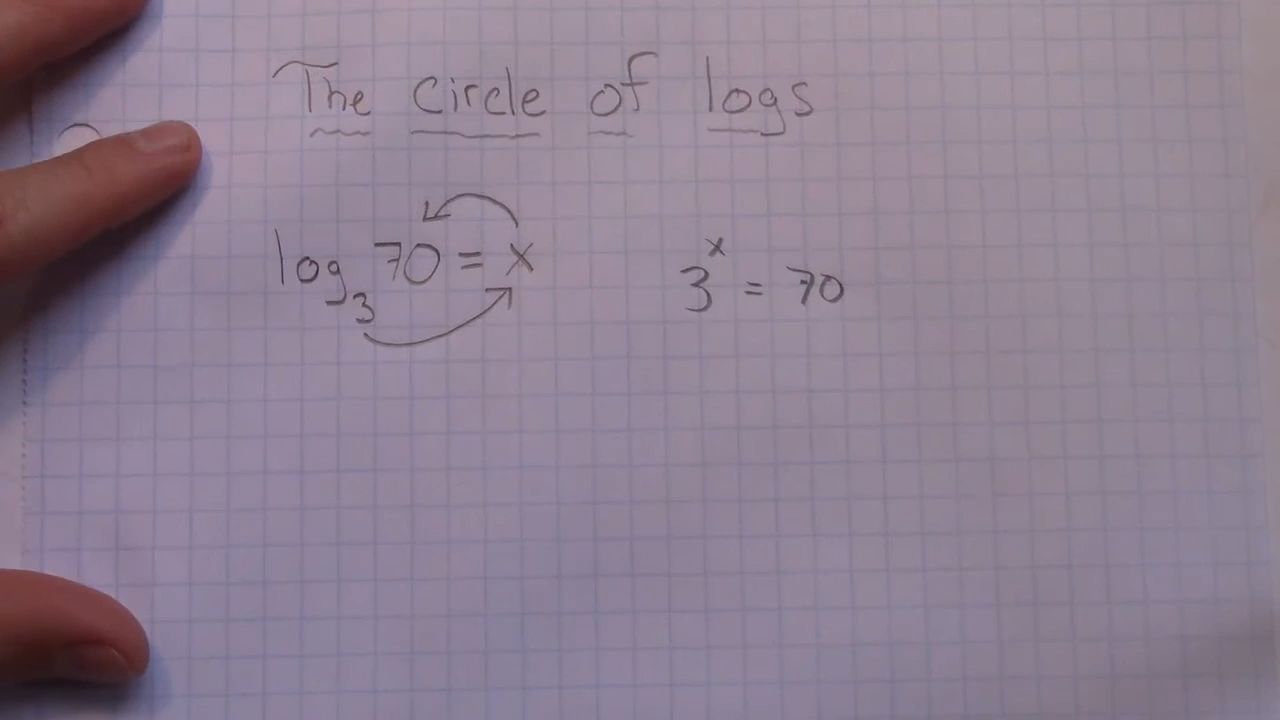 The circle of logs
log₃ 70 = x
3ˣ = 70